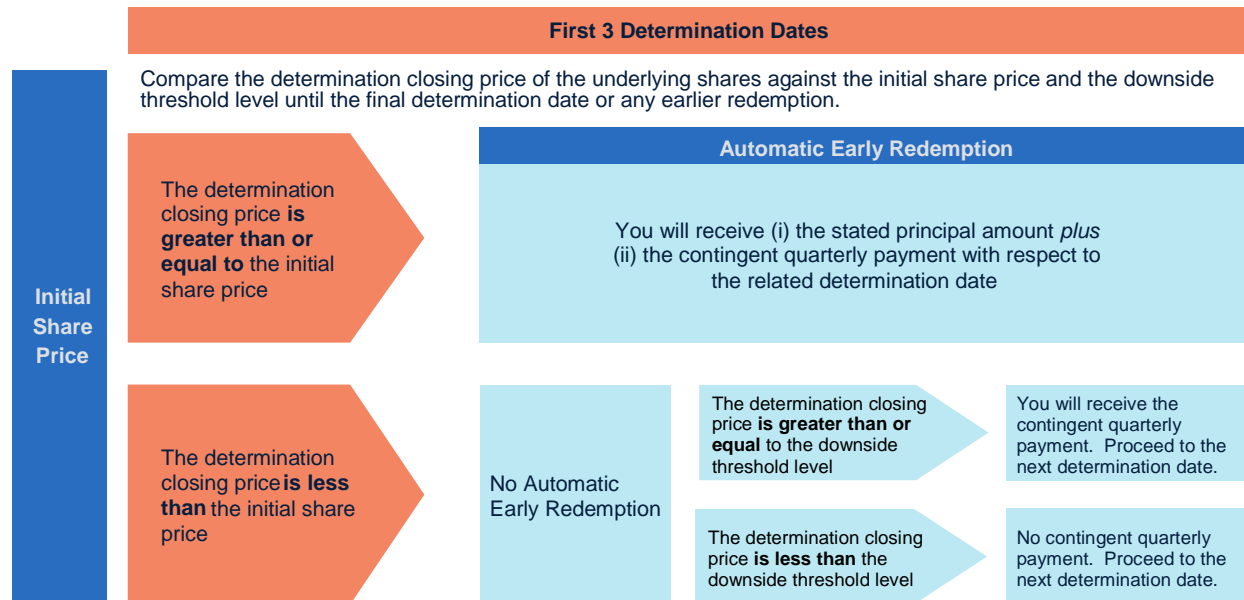 First 3 Determination Dates
Compare the determination closing price of the underlying shares against the initial share price and the downside
threshold level until the final determination date or any earlier redemption.
Initial
Share
Price
The determination
closing price is
greater than or
equal to the initial
share price
Automatic Early Redemption
You will receive (i) the stated principal amount plus
(ii) the contingent quarterly payment with respect to
the related determination date
The determination
closing price is less
than the initial share
price
No Automatic
Early Redemption
The determination closing
price is greater than or
equal to the downside
threshold level
You will receive the
contingent quarterly
payment.  Proceed to the
next determination date.
The determination closing
price is less than the
downside threshold level
No contingent quarterly
payment.  Proceed to the
next determination date.